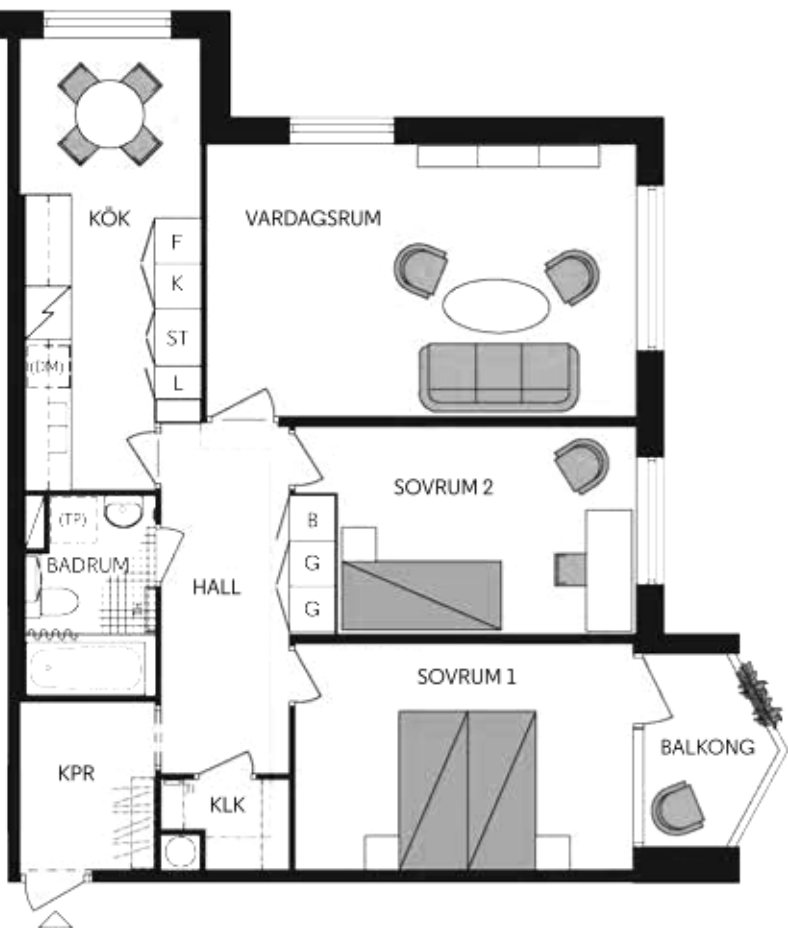 KÖK
VARDAGSRUM
F
K
ST
L
(DM)
SOVRUM 2
(TP)
B
BADRUM
G
HALL
G
SOVRUM 1
BALKONG
KPR
KLK